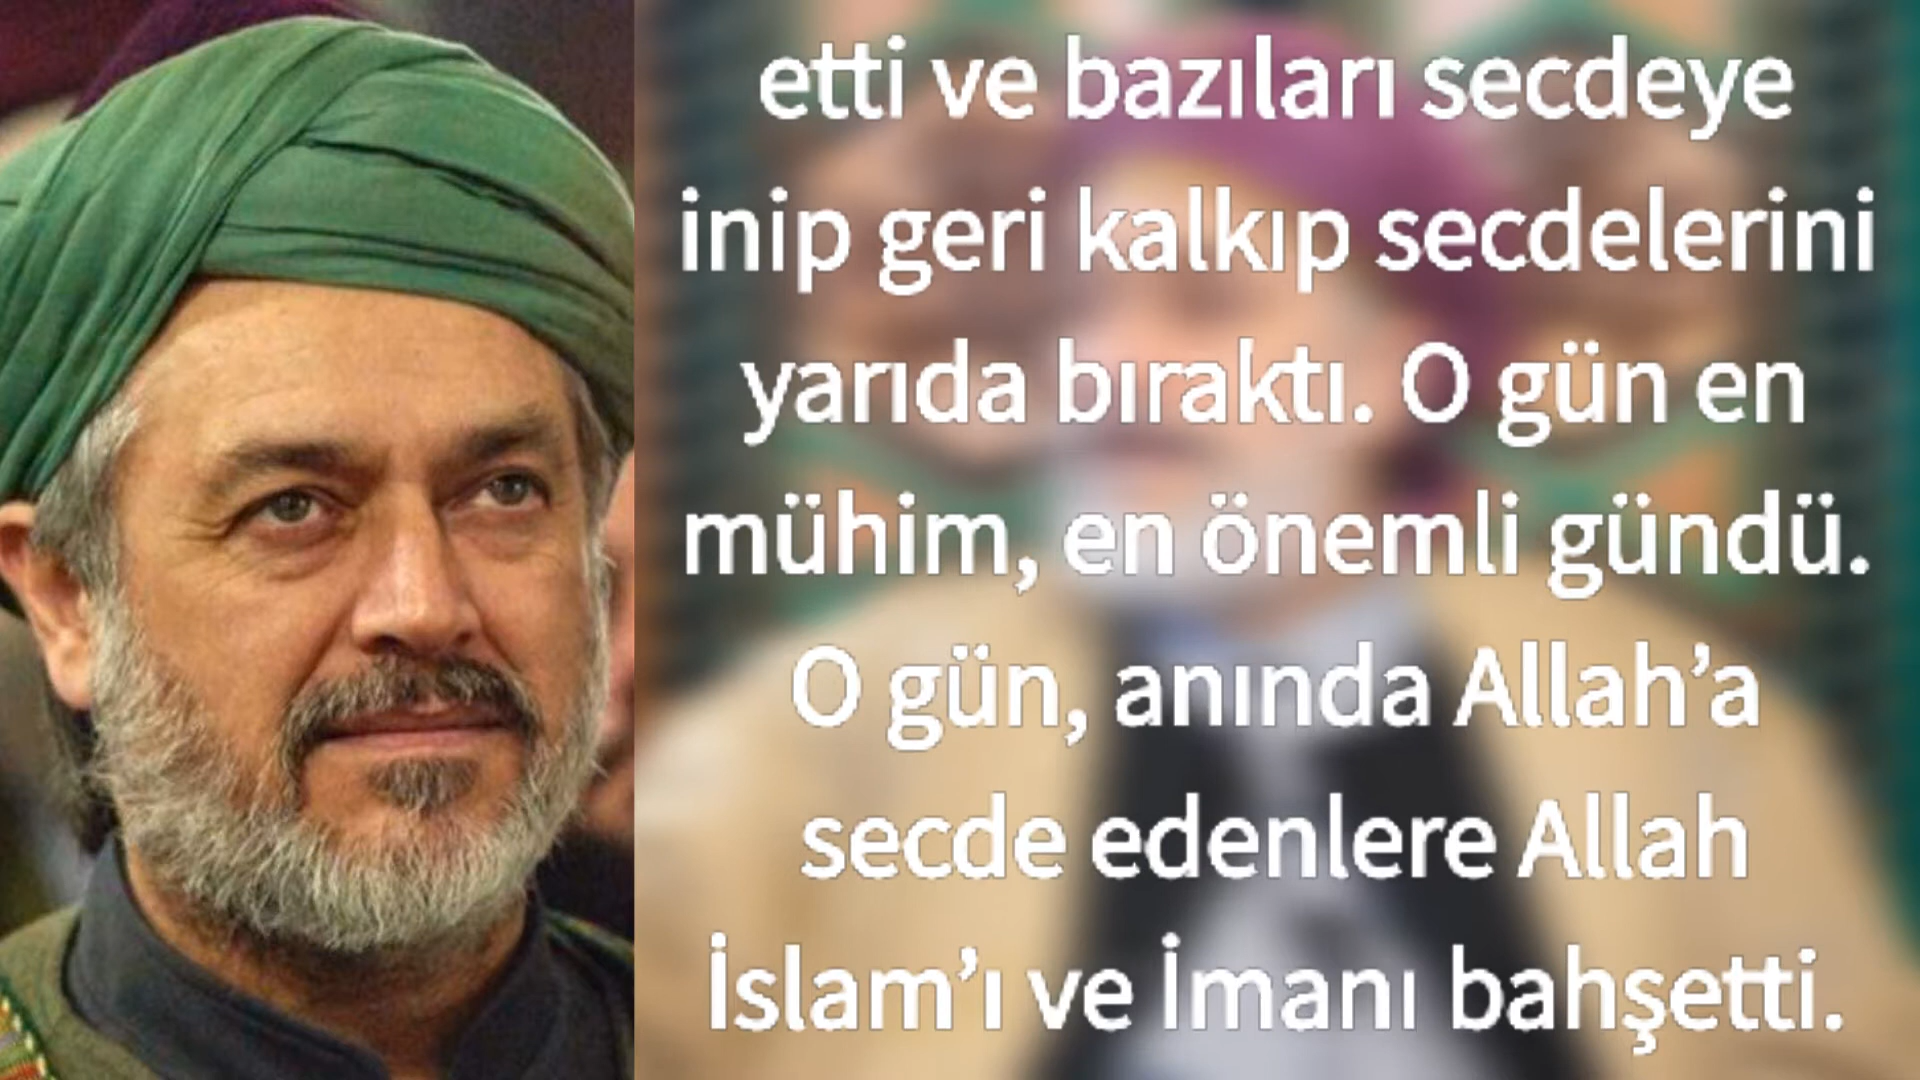 etti ve bazıları secdeye
inip geri kalkıp secdelerini
yarıda bıraktı. O gün en
mühim, en önemli gündü.
O gün, anında Allah’a
secde edenlere Allah
İslam’ı ve İmanı bahşetti.